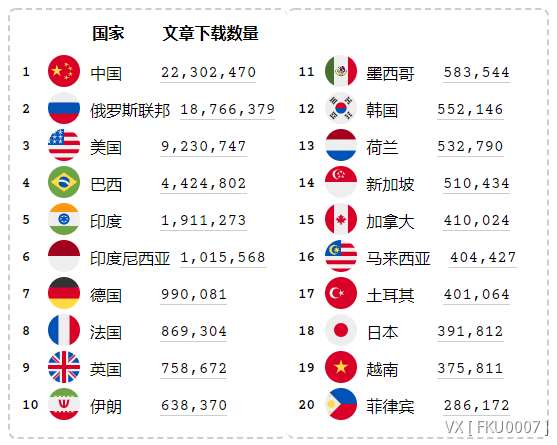 国家 文章下载数量
1 中国 22,302,470
2 俄罗斯联邦 18,766,379
3 美国 9,230,747
4 巴西 4,424,802
5 印度 1,911,273
6 印度尼西亚 1,015,568
7 德国 990,081
8 法国 869,304
9 英国 758,672
10 伊朗 638,370
11 墨西哥 583,544
12 韩国 552,146
13 荷兰 532,790
14 新加坡 510,434
15 加拿大 410,024
16 马来西亚 404,427
17 土耳其 401,064
18 日本 391,812
19 越南 375,811
20 菲律宾 286,172
VX [ FKU0007 ]